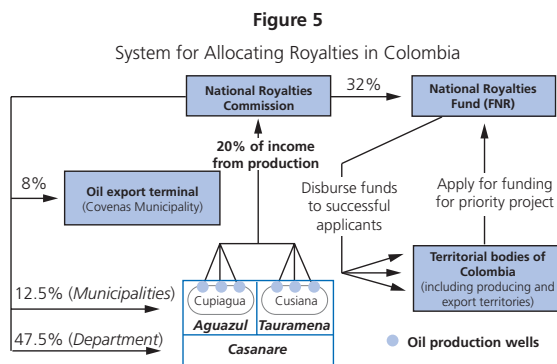 Figure 5
System for Allocating Royalties in Colombia
National Royalties
Commission
32%
National Royalties
Fund (FNR)
20% of income
from production
8%
Oil export terminal
(Covenas Municipality)
Disburse funds
to successful
applicants
Apply for funding
for priority project
Territorial bodies of
Colombia
(including producing and
export territories)
12.5% (Municipalities)
Cupiagua
Cusiana
Aguazul
Tauramena
47.5% (Department)
Casanare
Oil production wells